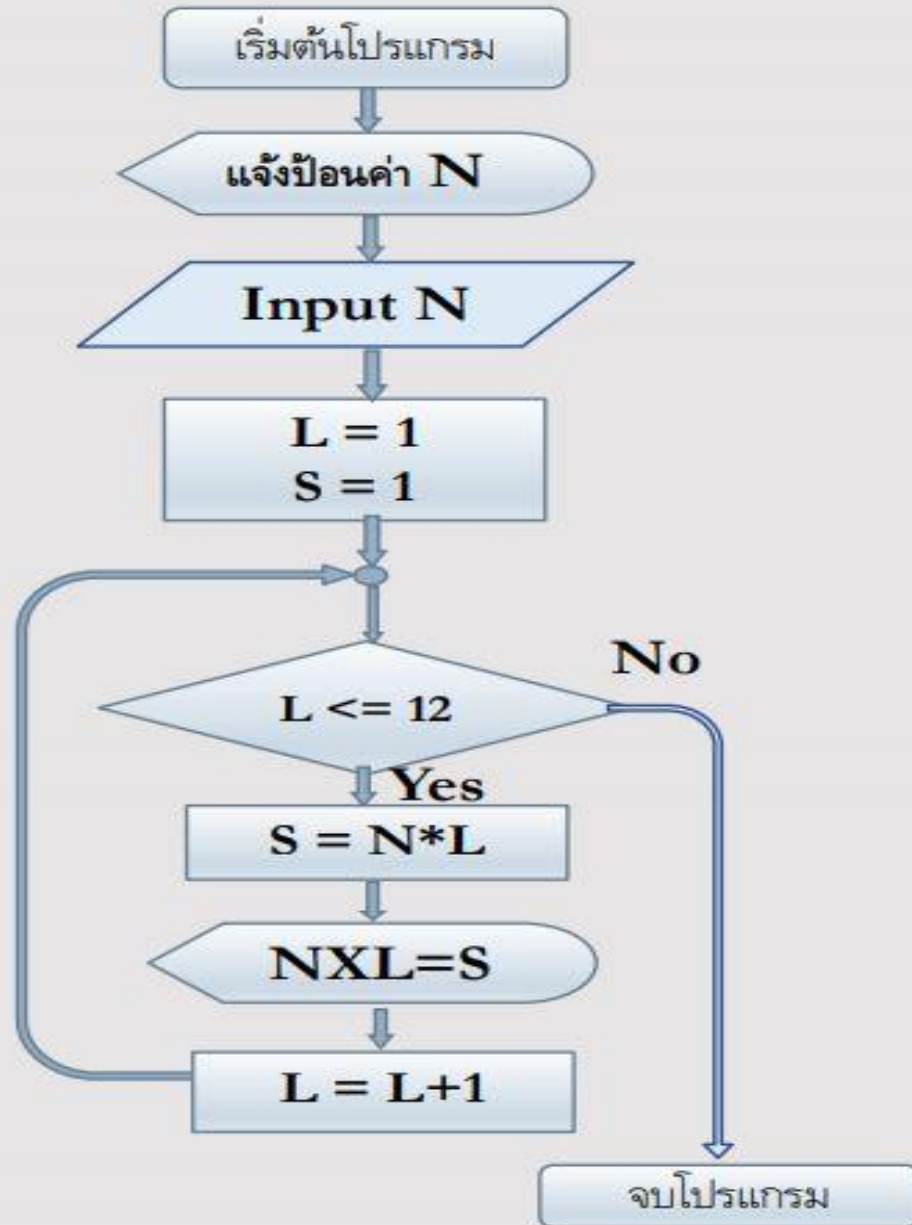 เริ่มต้นโปรแกรม
แจ้งป้อนค่า N
Input N
L = 1
S = 1
L <= 12
No
Yes
S = N*L
NXL=S
L = L+1
จบโปรแกรม